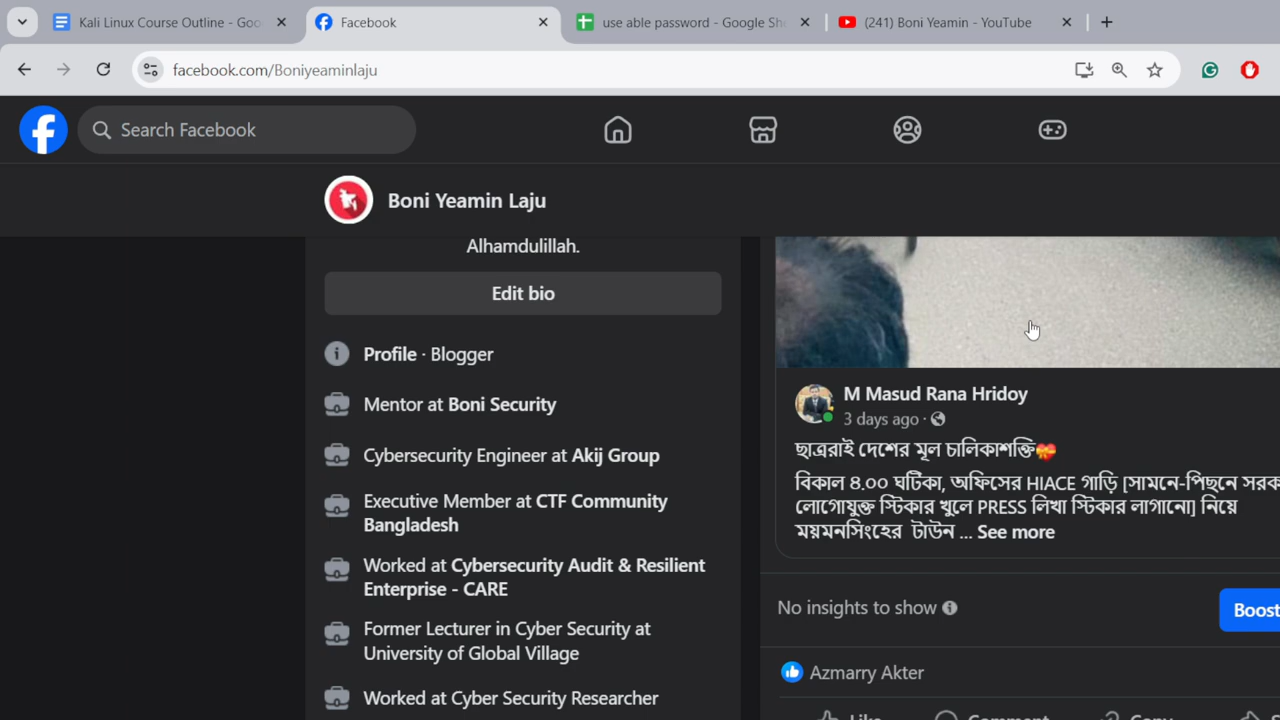 Kali Linux Course Outline - Goo
Facebook
use able password - Google She
(241) Boni Yeamin - YouTube
facebook.com/Boniyeaminlaju
Search Facebook
Boni Yeamin Laju
Alhamdulillah.
Edit bio
Profile · Blogger
Mentor at Boni Security
Cybersecurity Engineer at Akij Group
Executive Member at CTF Community
Bangladesh
Worked at Cybersecurity Audit & Resilient
Enterprise - CARE
Former Lecturer in Cyber Security at
University of Global Village
Worked at Cyber Security Researcher
M Masud Rana Hridoy
3 days ago ·
ছাত্ররাই দেশের মূল চালিকাশক্তি💝
বিকাল ৪.০০ ঘটিকা, অফিসের HIACE গাড়ি [সামনে-পিছনে সরক
লোগোযুক্ত স্টিকার খুলে PRESS লিখা স্টিকার লাগানো] নিয়ে
ময়মনসিংহের টাউন ... See more
No insights to show
Boost
Azmarry Akter
Like
Comment
Copy